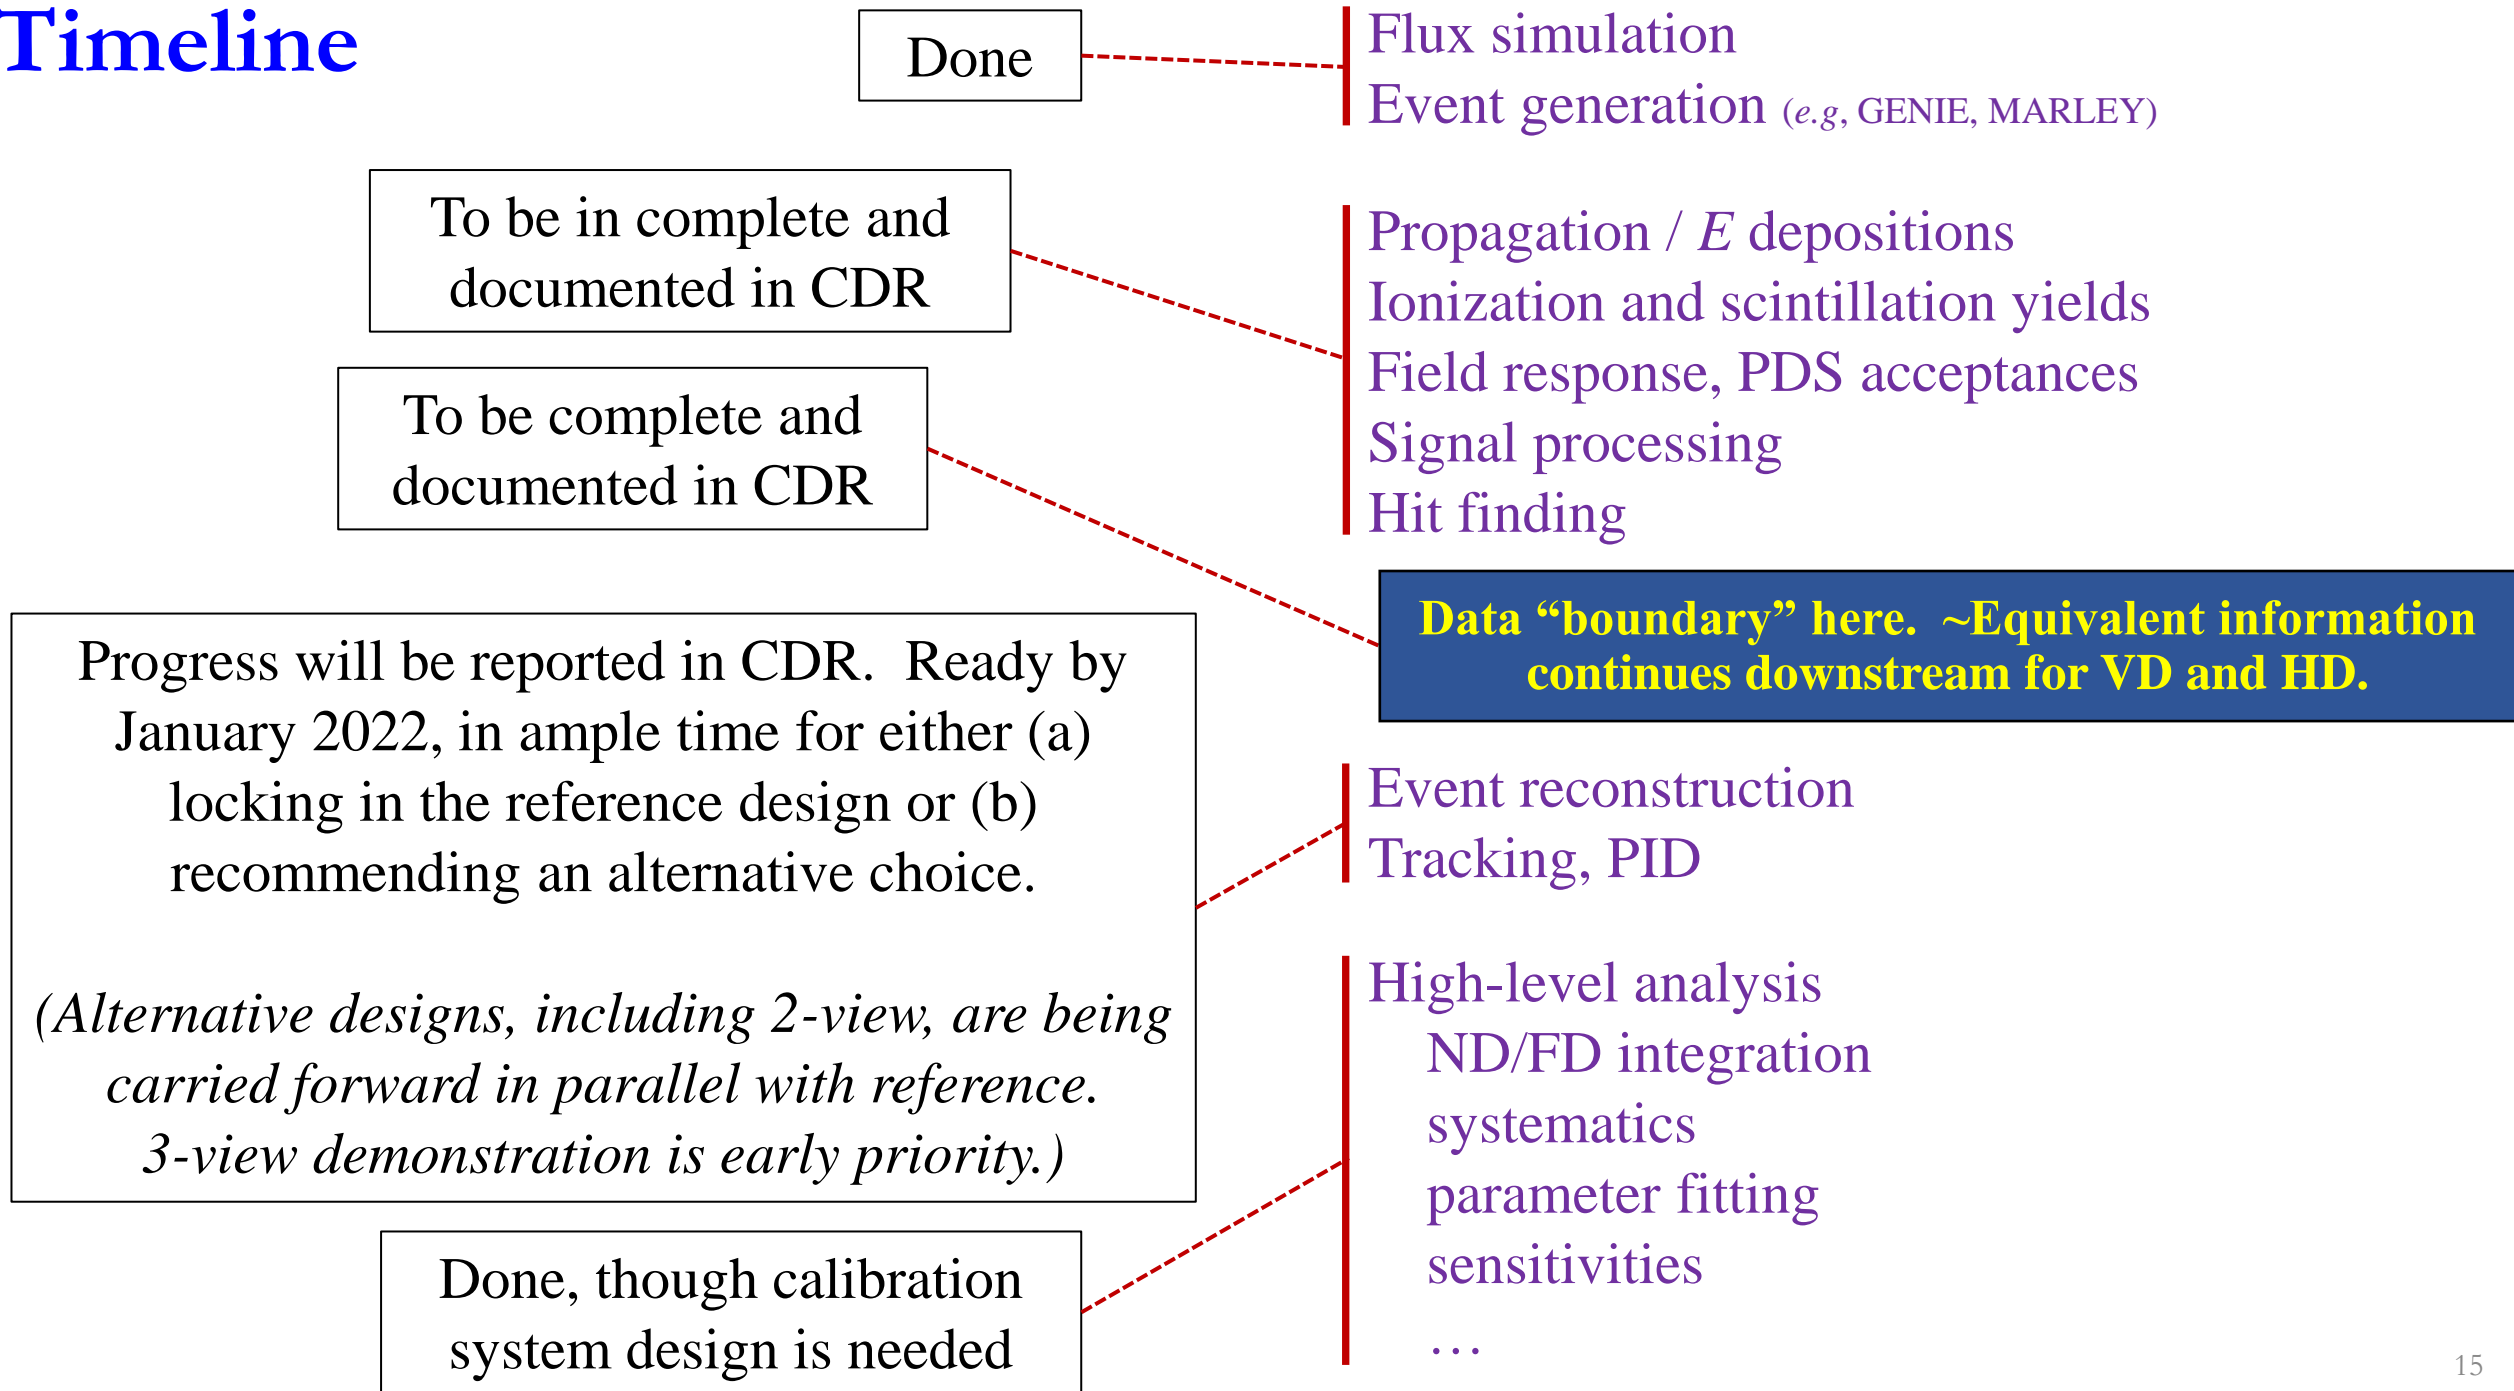 Timeline
Done
Flux simulation
Event generation (e.g, GENIE, MARLEY)
To be in complete and
documented in CDR
Propagation / E depositions
Ionization and scintillation yields
Field response, PDS acceptances
Signal processing
Hit finding
To be complete ad
documented in CDR
Data “boundary” here.  ~Equivalent information
continues downstream for VD and HD.
Progress will be reported in CDR.  Ready by
January 2022, in ample time for either (a)
locking in the reference design or (b)
recommending an alternative choice.
(Alternative designs, including 2-view, are being
carried forward in parallel with reference.
3-view demonstration is early priority.)
Event reconstruction
Tracking, PID
High-level analysis
ND/FD integration
systematics
parameter fitting
sensitivities
…
Done, though calibration
system design is needed
15